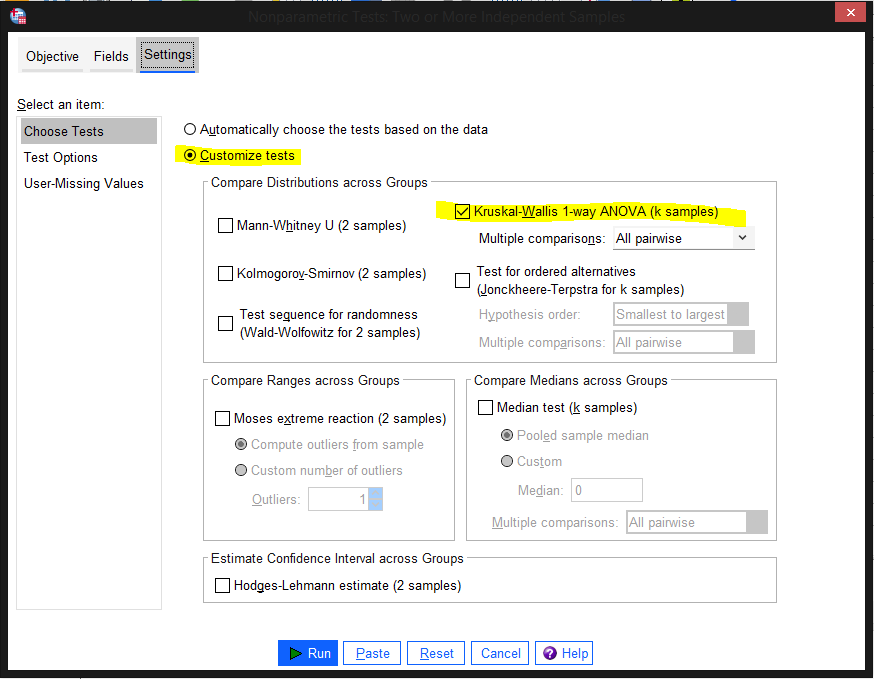 Nonparametric Tests: Two or More Independent Samples
Objective Fields Settings
Select an item:
Choose Tests
Test Options
User-Missing Values
Automatically choose the tests based on the data
Customize tests
Compare Distributions across Groups
Mann-Whitney U (2 samples)
Kolmogorov-Smirnov (2 samples)
Test sequence for randomness
(Wald-Wolfowitz for 2 samples)
Kruskal-Wallis 1-way ANOVA (k samples)
Multiple comparisons: All pairwise
Test for ordered alternatives
(Jonckheere-Terpstra for k samples)
Hypothesis order: Smallest to largest
Multiple comparisons: All pairwise
Compare Ranges across Groups
Moses extreme reaction (2 samples)
Compute outliers from sample
Custom number of outliers
Outliers: 1
Compare Medians across Groups
Median test (k samples)
Pooled sample median
Custom
Median: 0
Multiple comparisons: All pairwise
Estimate Confidence Interval across Groups
Hodges-Lehmann estimate (2 samples)
Run Paste Reset Cancel Help